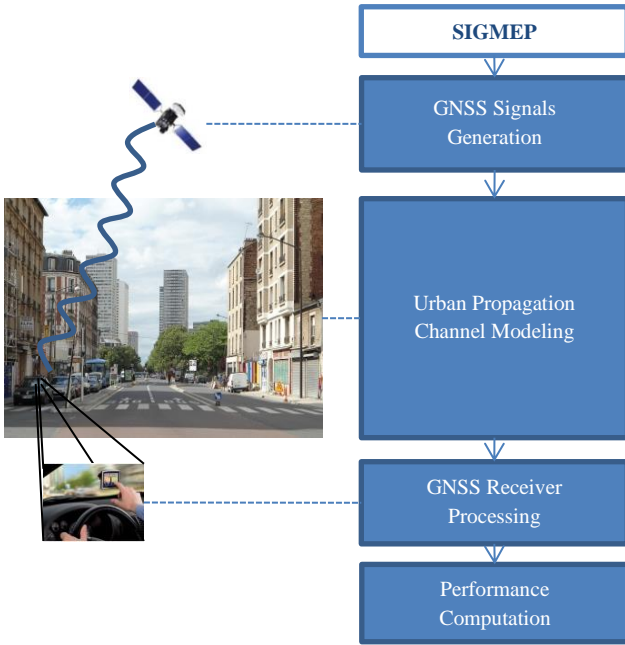 SIGMEP
GNSS Signals
Generation
Urban Propagation
Channel Modeling
GNSS Receiver
Processing
Performance
Computation